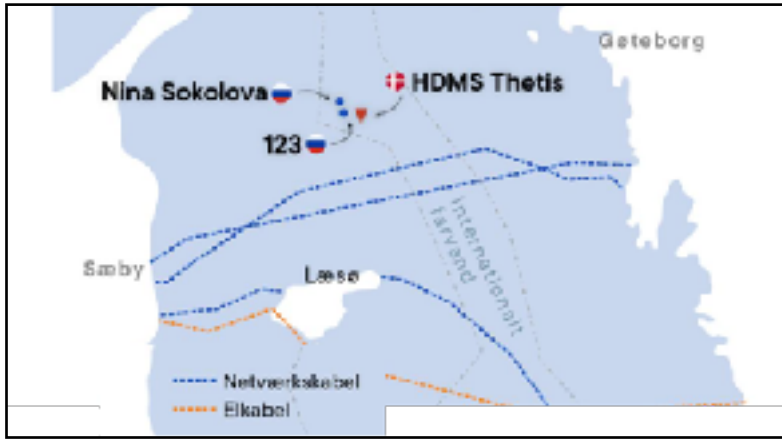 Gøteborg
Nina Sokolova
HDMS Thetis
123
internationalt
farvand
Sæby
Læsø
Netværkskabel
Elkabel